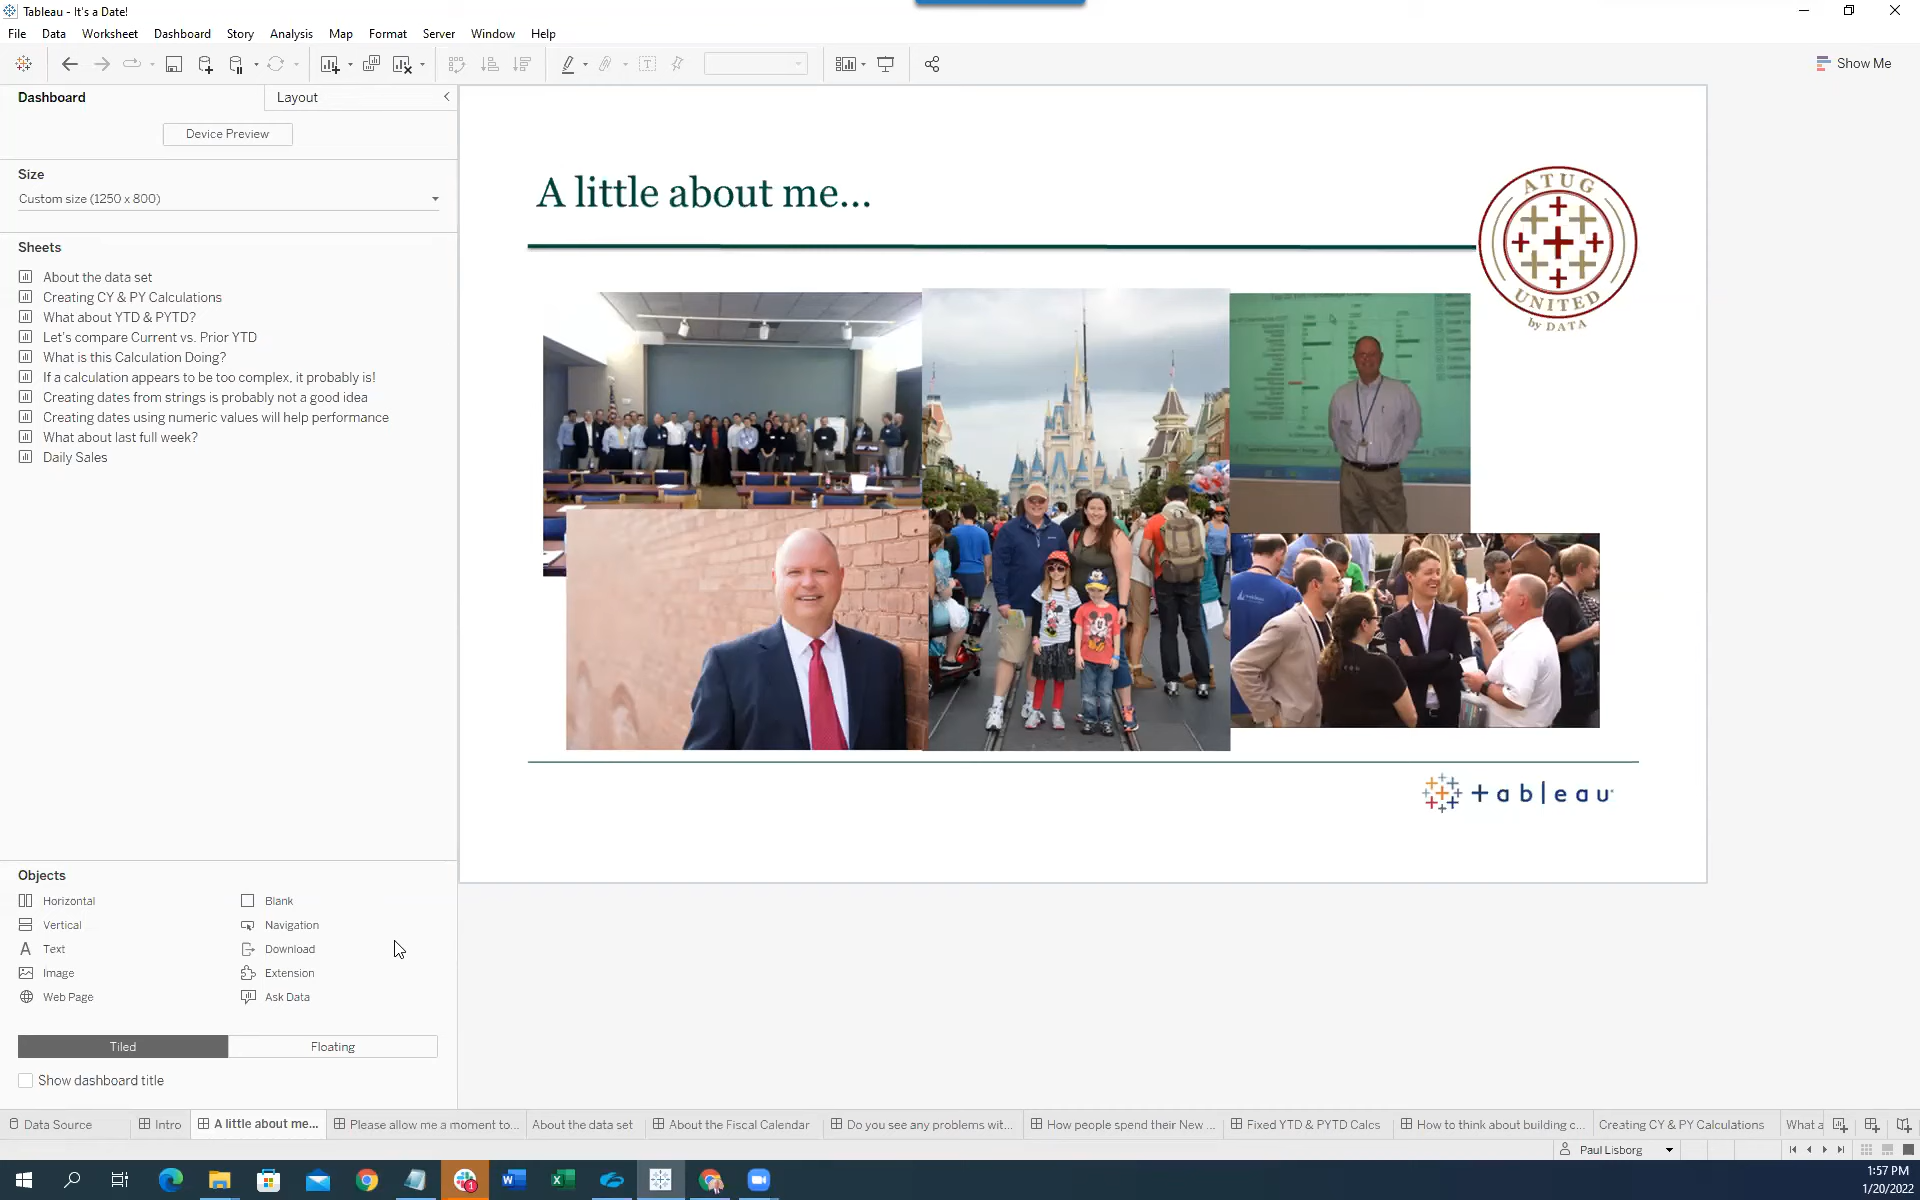 Tableau - It's a Date!
File Data Worksheet Dashboard Story Analysis Map Format Server Window Help
Show Me
Dashboard
Layout
Device Preview
Size
Custom size (1250 x 800)
Sheets
About the data set
Creating CY & PY Calculations
What about YTD & PYTD?
Let's compare Current vs. Prior YTD
What is this Calculation Doing?
If a calculation appears to be too complex, it probably is!
Creating dates from strings is probably not a good idea
Creating dates using numeric values will help performance
What about last full week?
Daily Sales
A little about me...
ATUG
UNITED
by DATA
+ableau
Objects
Horizontal
Blank
Vertical
Navigation
Text
Download
Image
Extension
Web Page
Ask Data
Tiled
Floating
Show dashboard title
Data Source
Intro
A little about me...
Please allow me a moment to...
About the data set
About the Fiscal Calendar
Do you see any problems wit...
How people spend their New ...
Fixed YTD & PYTD Calcs
How to think about building c...
Creating CY & PY Calculations
What a
Paul Lisborg
1:57 PM
1/20/2022